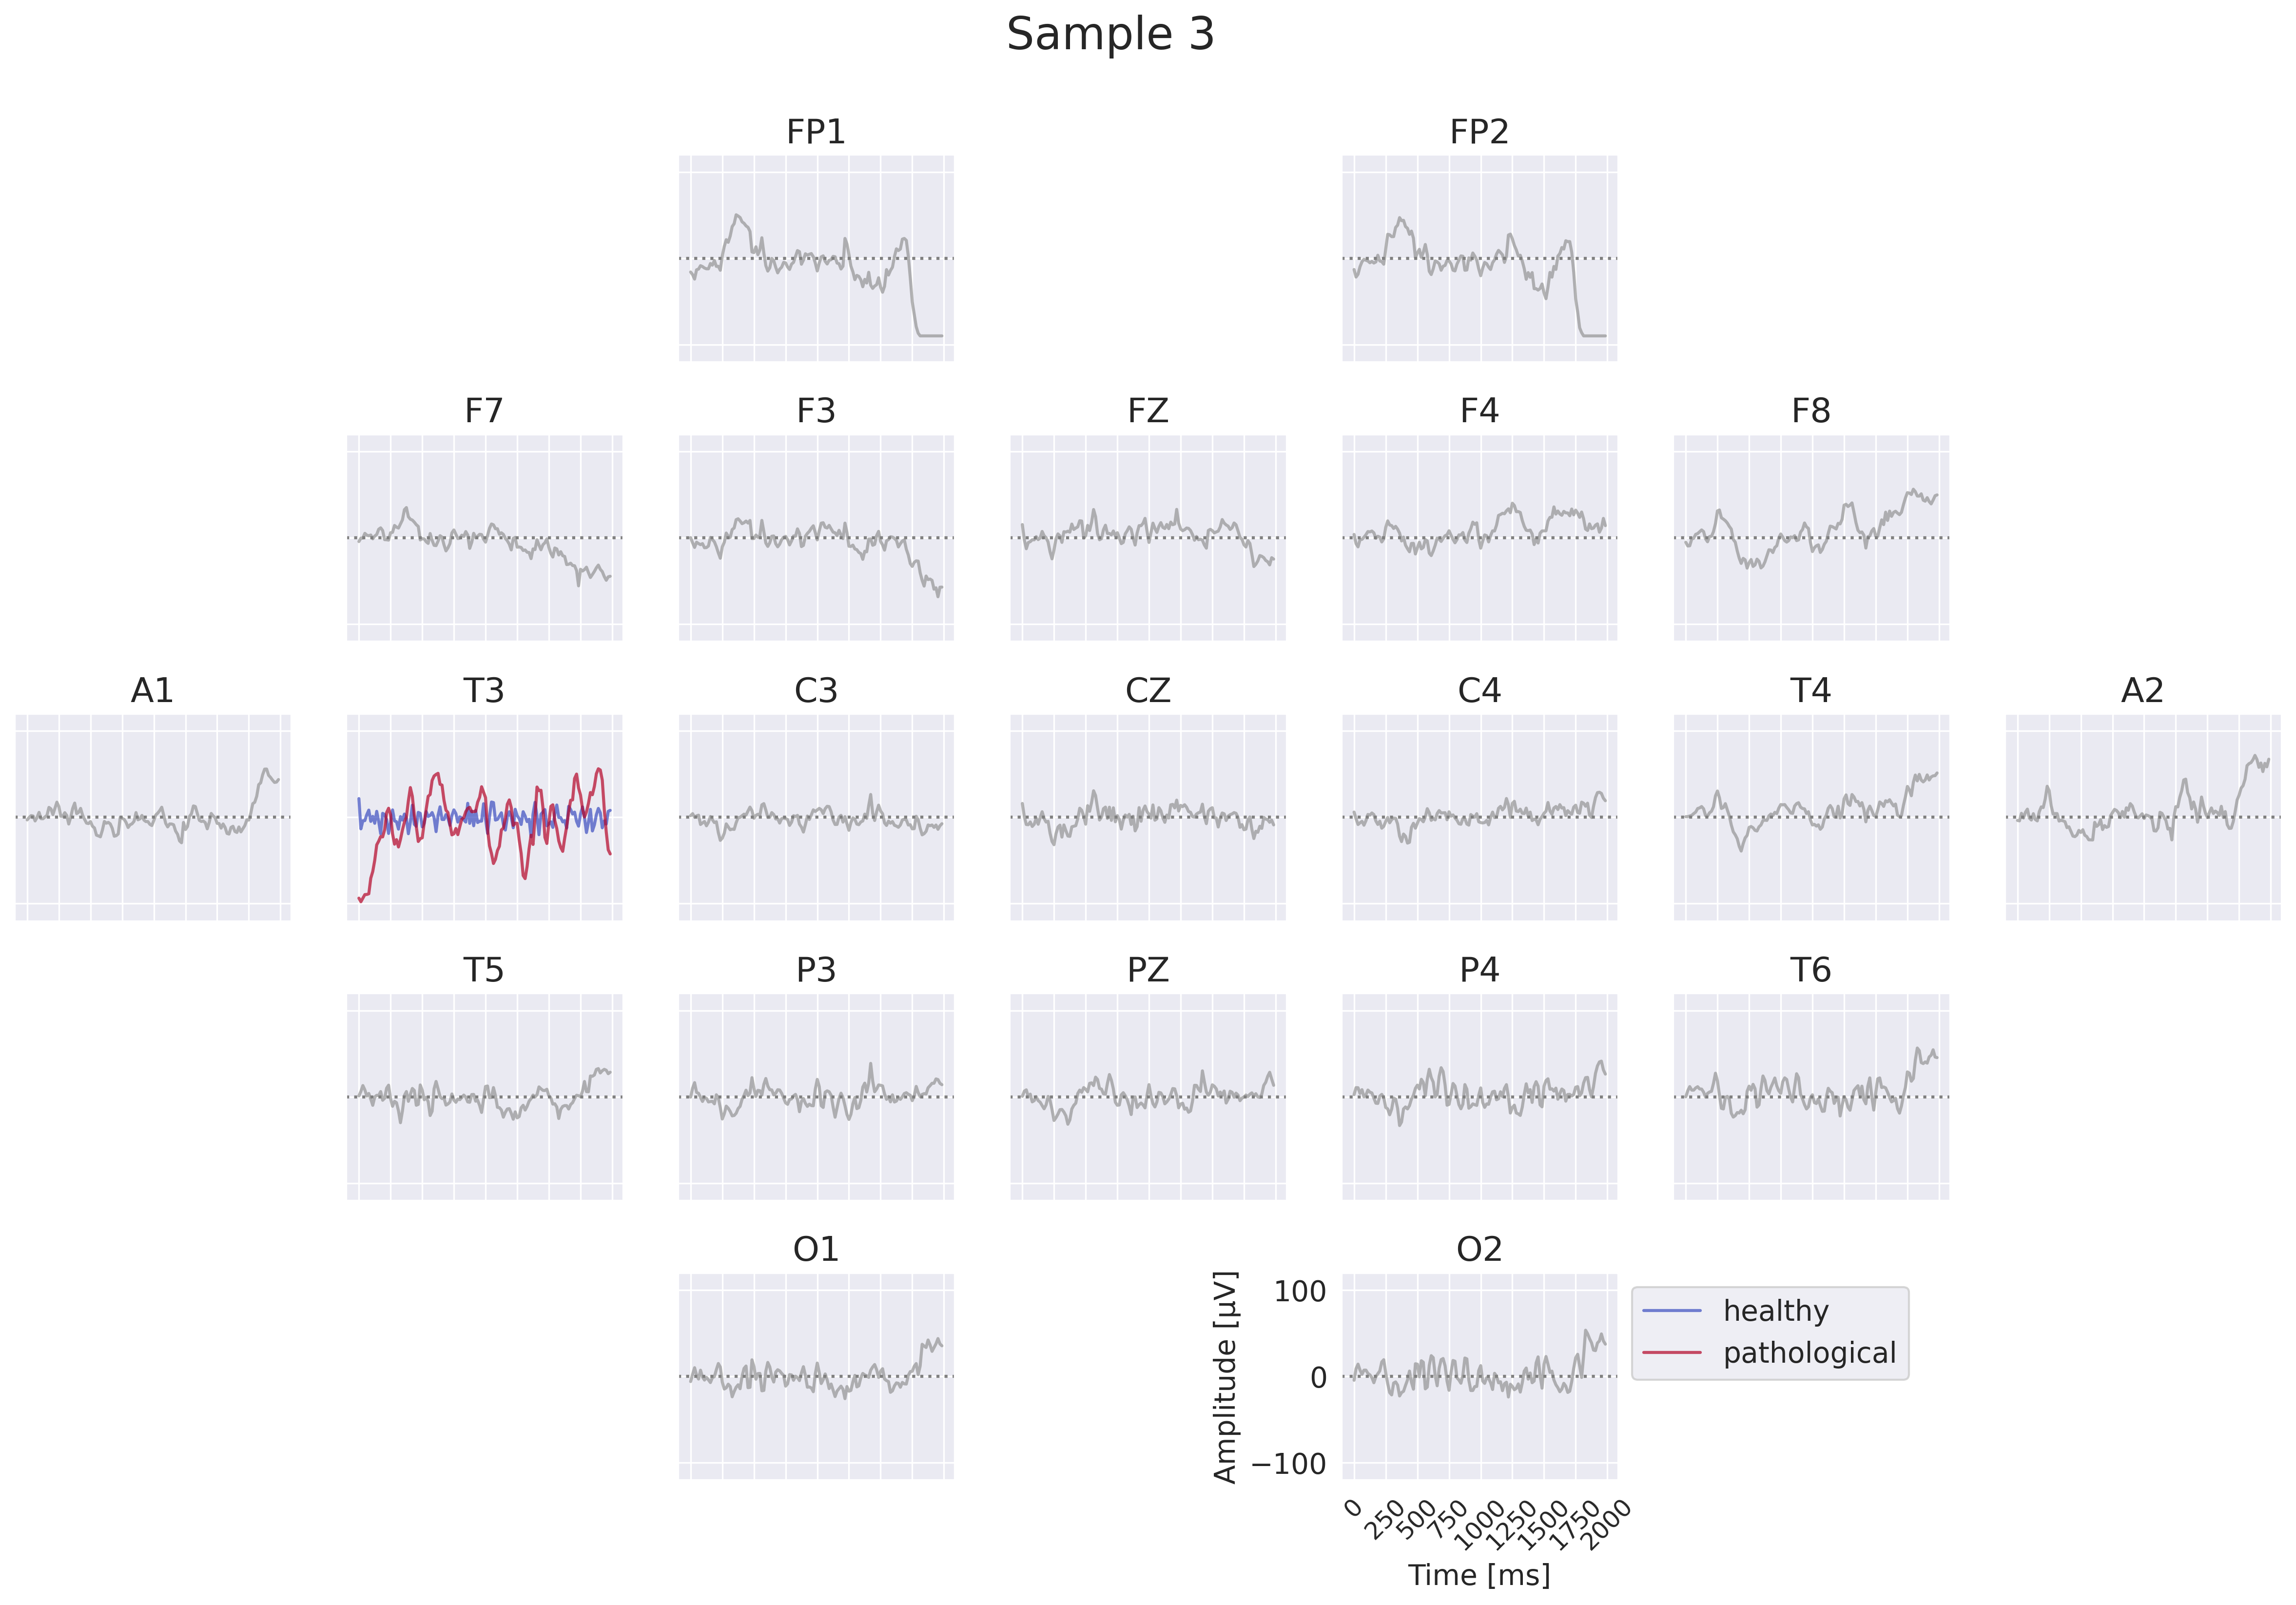 Sample 3
FP1
FP2
F7
F3
FZ
F4
F8
A1
T3
C3
CZ
C4
T4
A2
T5
P3
PZ
P4
T6
O1
O2
Amplitude [µV]
100
0
−100
healthy
pathological
0
250
500
750
1000
1250
1500
1750
2000
Time [ms]